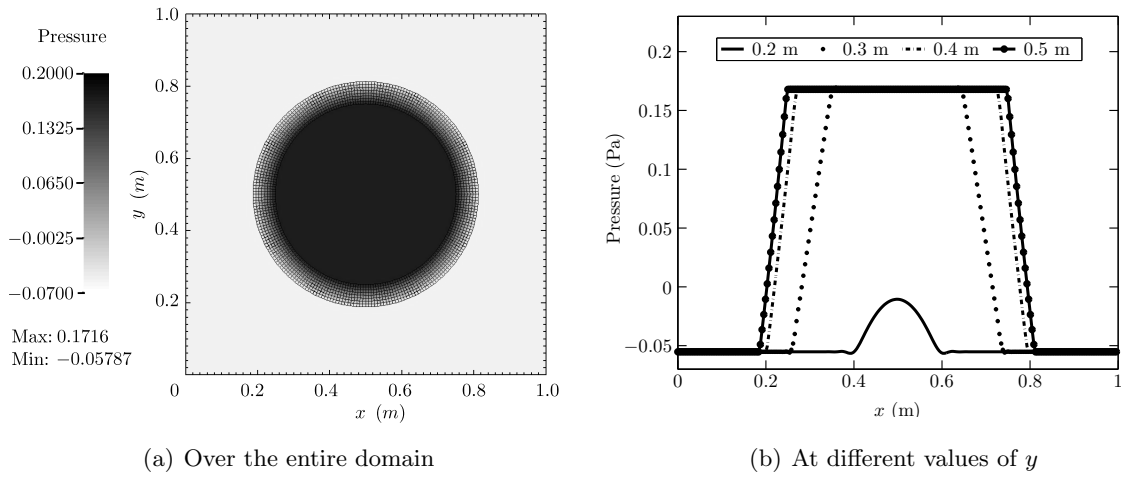 Pressure
0.2000
0.1325
0.0650
−0.0025
−0.0700
Max: 0.1716
Min: −0.05787
1.0
0.8
0.6
0.4
0.2
y (m)
0
0.2
0.4
0.6
0.8
1.0
x (m)
(a) Over the entire domain
0.2 m
0.3 m
0.4 m
0.5 m
0.2
0.15
0.1
0.05
0
−0.05
Pressure (Pa)
0
0.2
0.4
0.6
0.8
1
x (m)
(b) At different values of y